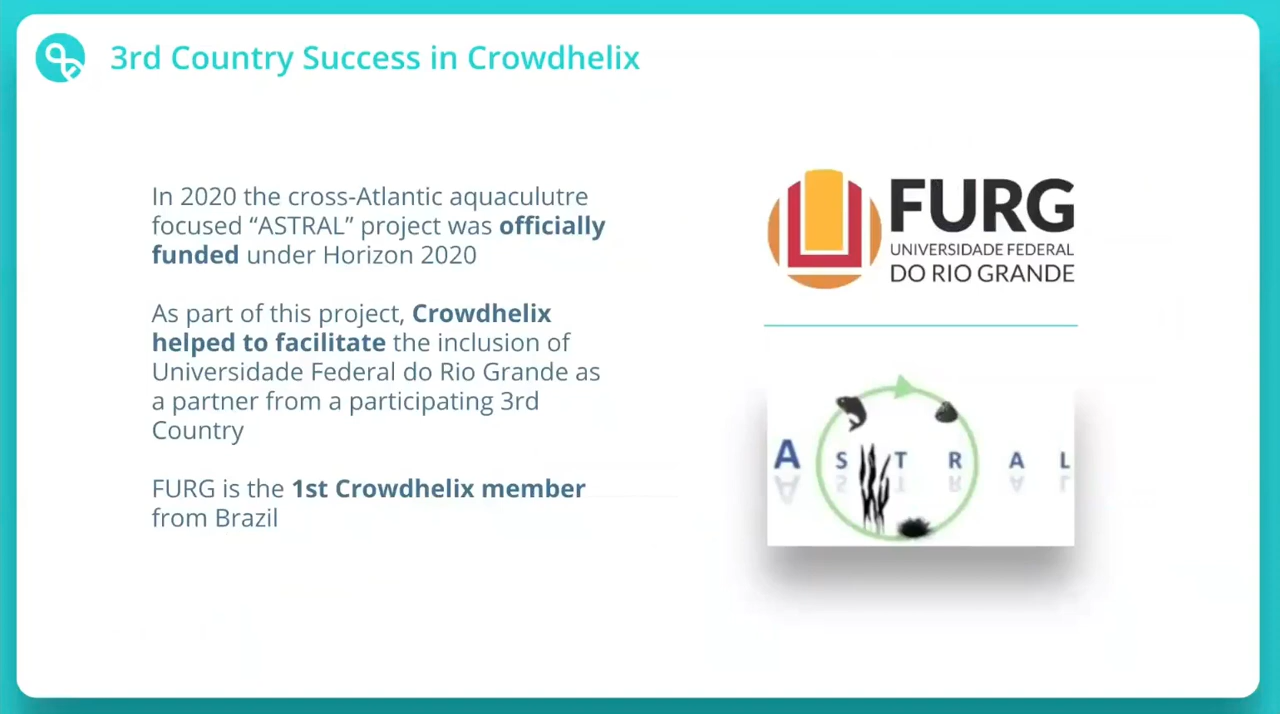 3rd Country Success in Crowdhelix
In 2020 the cross-Atlantic aquaculutre
focused “ASTRAL” project was officially
funded under Horizon 2020
As part of this project, Crowdhelix
helped to facilitate the inclusion of
Universidade Federal do Rio Grande as
a partner from a participating 3rd
Country
FURG is the 1st Crowdhelix member
from Brazil
FURG
UNIVERSIDADE FEDERAL
DO RIO GRANDE
ASTRAL